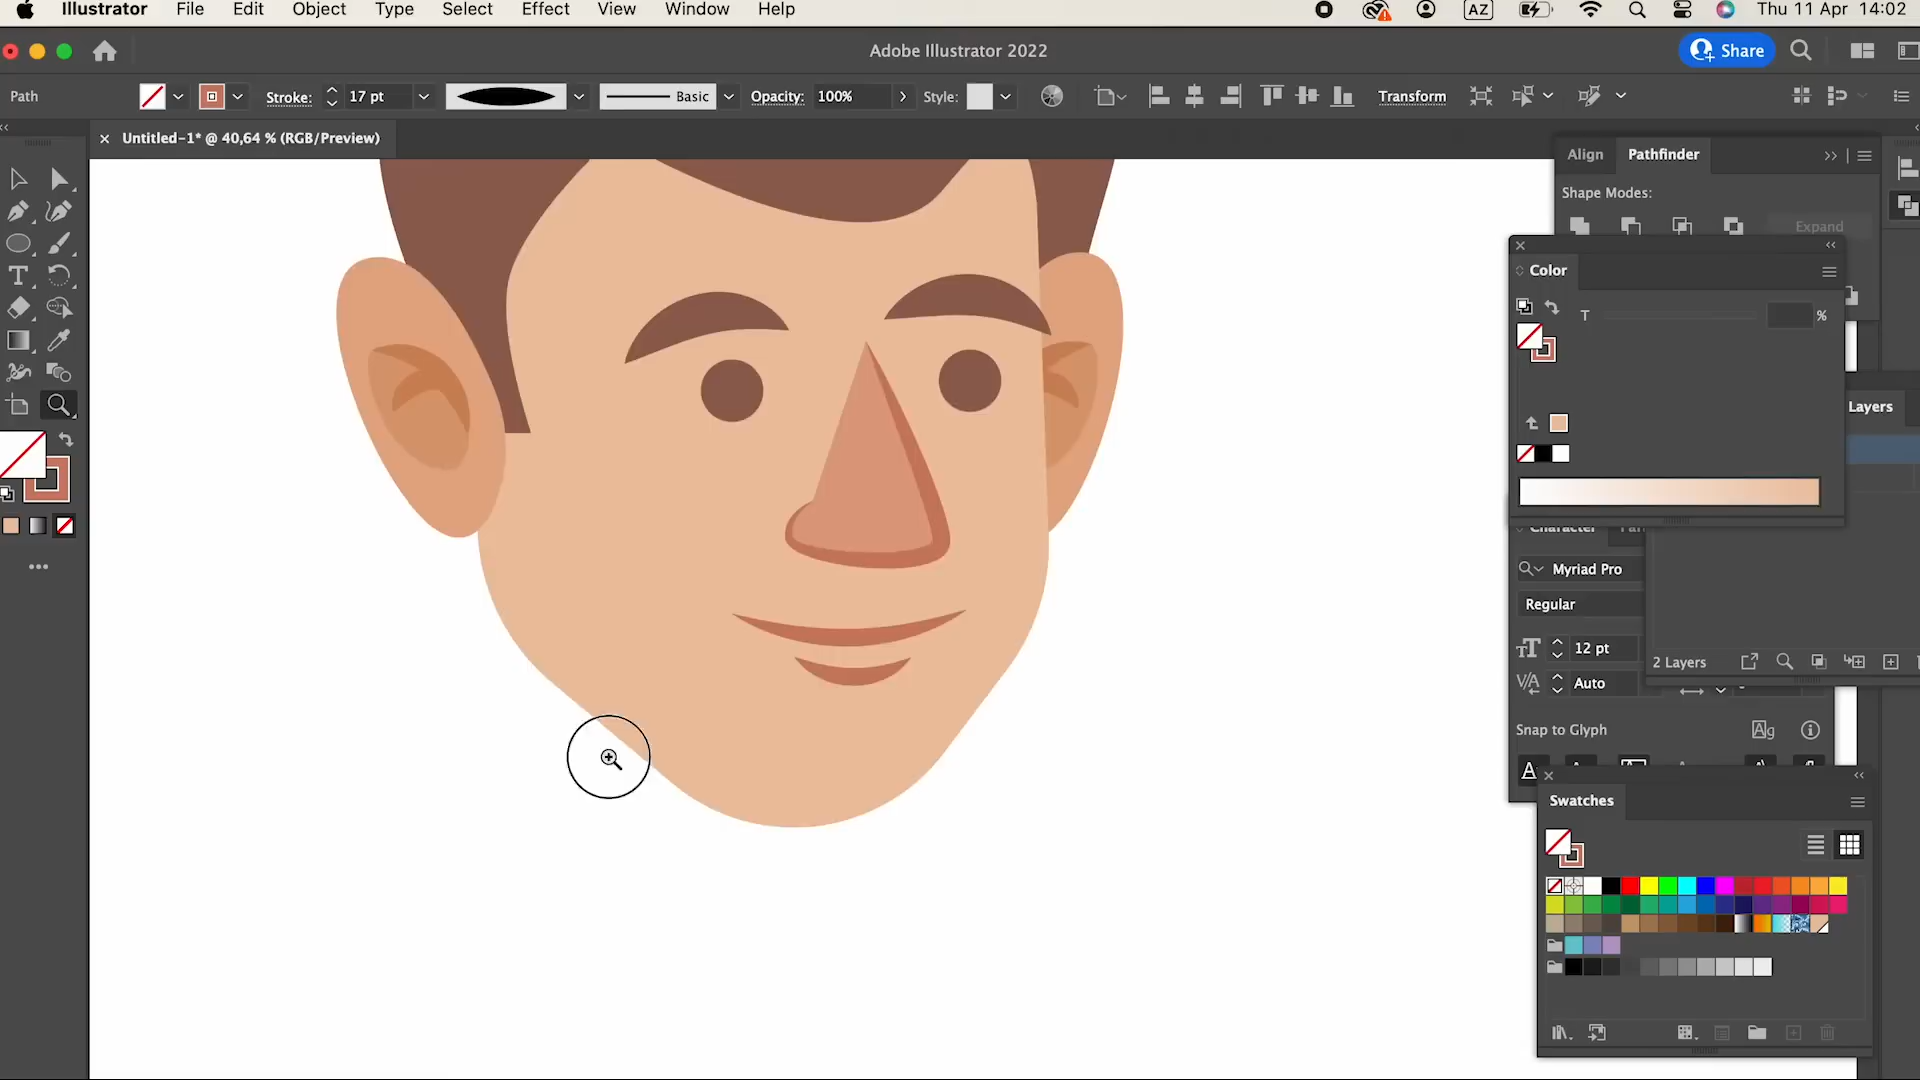 Illustrator File Edit Object Type Select Effect View Window Help AZ Thu 11 Apr 14:02
Adobe Illustrator 2022 Share
Path Stroke: 17 pt Basic Opacity: 100% Style: Transform
Untitled-1* @ 40,64 % (RGB/Preview)
Align Pathfinder
Shape Modes:
Expand
Color
T %
Layers
Character
Myriad Pro
Regular
12 pt
2 Layers
Auto
Snap to Glyph
Swatches